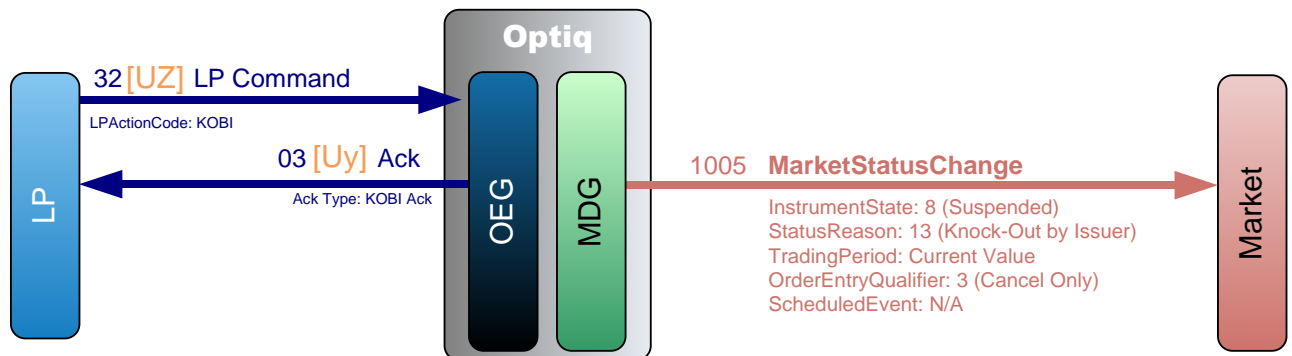 Optiq
32 [UZ] LP Command
LPActionCode: KOBI
03 [Uy] Ack
Ack Type: KOBI Ack
LP
OEG
MDG
1005 MarketStatusChange
InstrumentState: 8 (Suspended)
StatusReason: 13 (Knock-Out by Issuer)
TradingPeriod: Current Value
OrderEntryQualifier: 3 (Cancel Only)
ScheduledEvent: N/A
Market